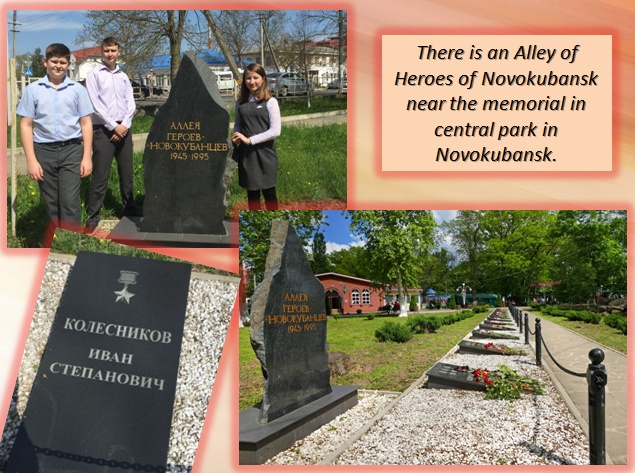 There is an Alley of
Heroes of Novokubansk
near the memorial in
central park in
Novokubansk.
АЛЛЕЯ
ГЕРОЕВ-
НОВОКУБАНЦЕВ
1945-1995
КОЛЕСНИКОВ
ИВАН
СТЕПАНОВИЧ
АЛЛЕЯ
ГЕРОЕВ
-НОВОКУБАНЦЕВ
1945-1995